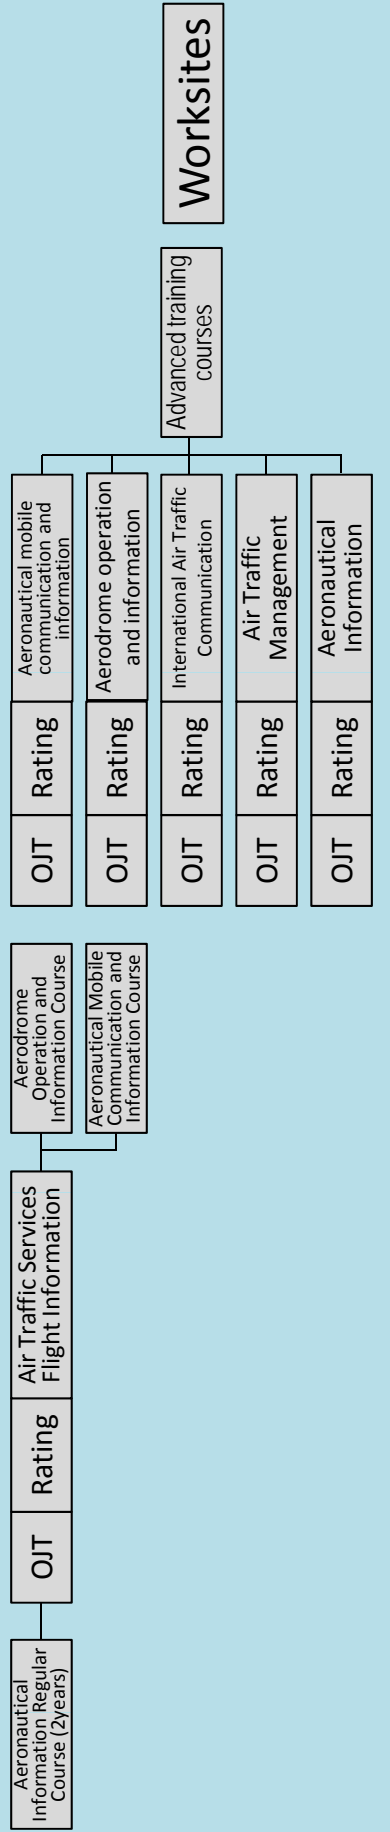 Aeronautical
Information Regular
Course (2years)
OJT
Rating
Air Traffic Services
Flight Information
Aerodrome
Operation and
Information Course
Aeronautical Mobile
Communication and
Information Course
OJT
Rating
Aeronautical mobile
communication and
information
OJT
Rating
Aerodrome operation
and information
OJT
Rating
International Air Traffic
Communication
OJT
Rating
Air Traffic
Management
OJT
Rating
Aeronautical
Information
Advanced training
courses
Worksites